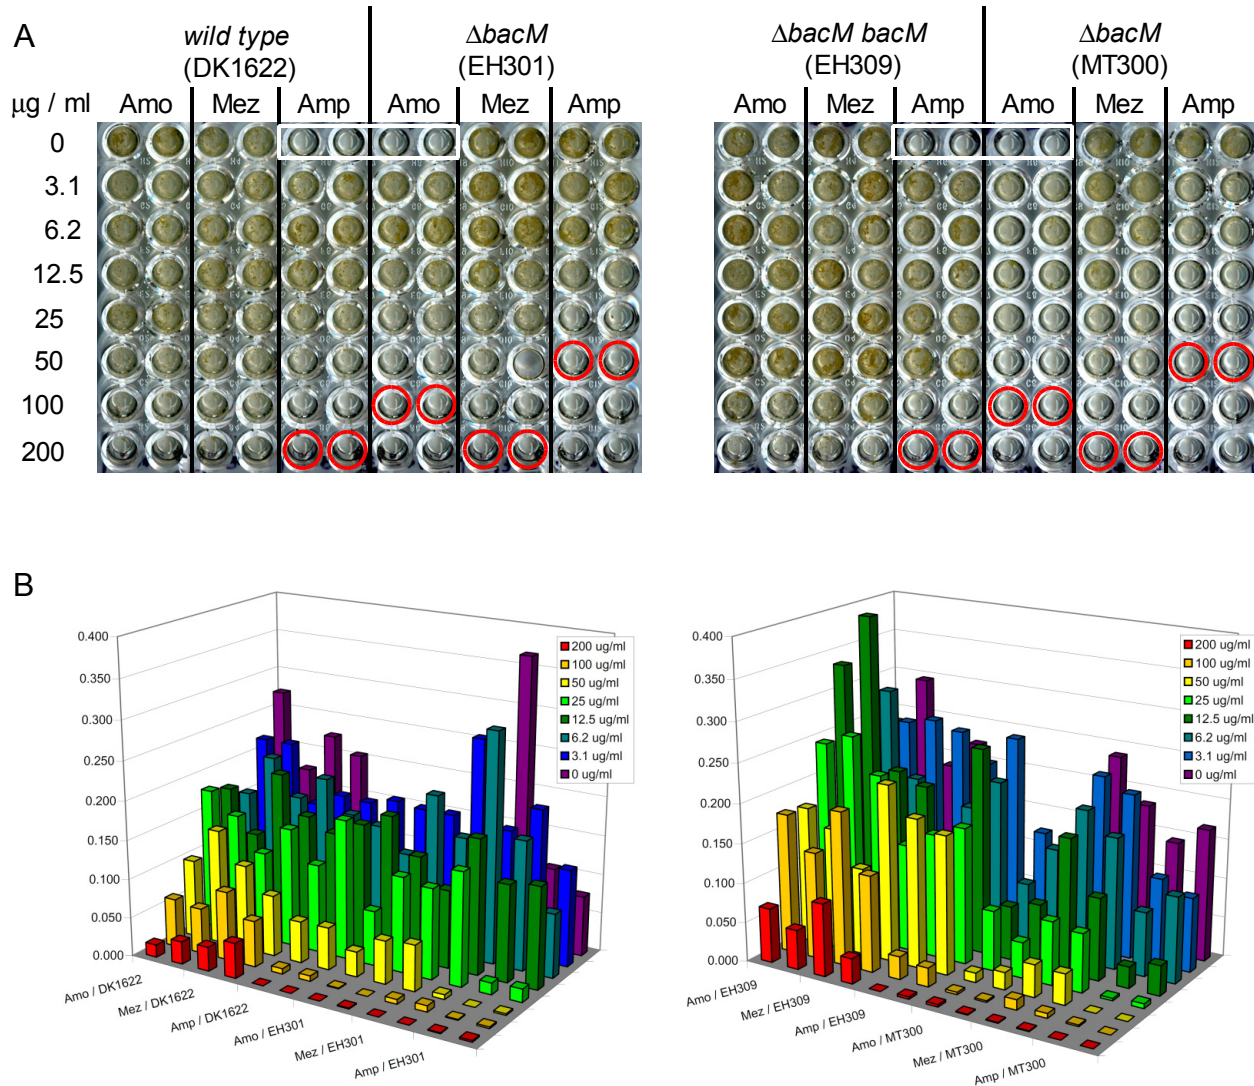 A
wild type
(DK1622)
ΔbacM
(EH301)
ΔbacM bacM
(EH309)
ΔbacM
(MT300)
μg / ml
Amo Mez Amp Amo Mez Amp
Amo Mez Amp Amo Mez Amp
0
3.1
6.2
12.5
25
50
100
200
B
0.400
0.350
0.300
0.250
0.200
0.150
0.100
0.050
0.000
200 ug/ml
100 ug/ml
50 ug/ml
25 ug/ml
12.5 ug/ml
6.2 ug/ml
3.1 ug/ml
0 ug/ml
Amo / DK1622
Mez / DK1622
Amp / DK1622
Amo / EH301
Mez / EH301
Amp / EH301
0.400
0.350
0.300
0.250
0.200
0.150
0.100
0.050
0.000
200 ug/ml
100 ug/ml
50 ug/ml
25 ug/ml
12.5 ug/ml
6.2 ug/ml
3.1 ug/ml
0 ug/ml
Amo / EH309
Mez / EH309
Amp / EH309
Amo / MT300
Mez / MT300
Amp / MT300